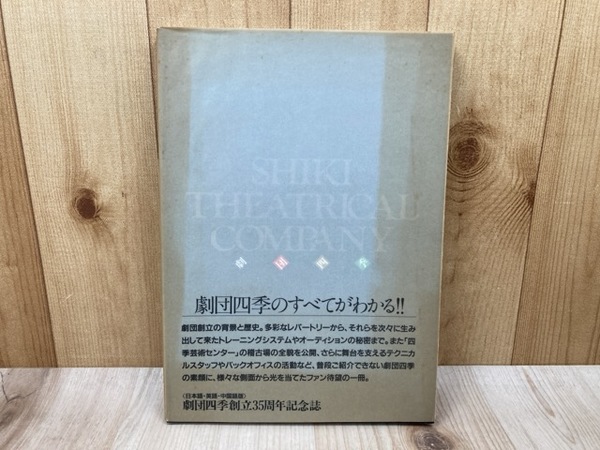 SHIKI
THEATRICAL
COMPANY
劇団四季
劇団四季のすべてがわかる!!
劇団創立の背景と歴史。多彩なレパートリーから、それらを次々に生み
出して来たトレーニングシステムやオーディションの秘密まで。また「四
季芸術センター」の稽古場の全貌を公開、さらに舞台を支えるテクニカ
ルスタッフやバックオフィスの活動など、普段ご紹介できない劇団四季
の素顔に、様々な側面から光を当てたファン待望の一冊。
〈日本語・英語・中国語版〉
劇団四季創立35周年記念誌